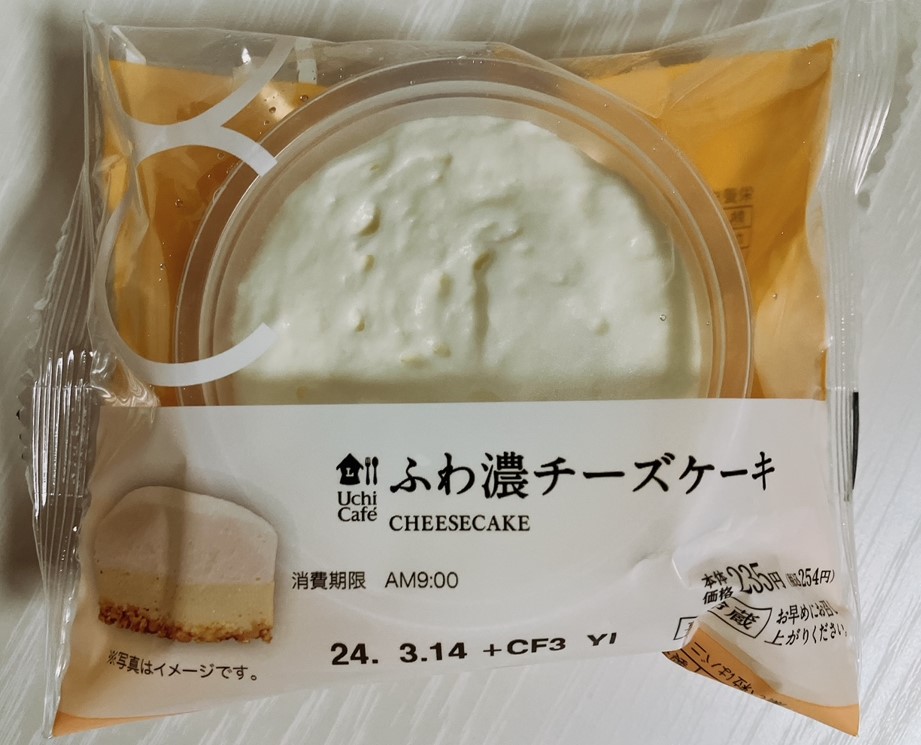 Uchi
Café
ふわ濃チーズケーキ
CHEESECAKE
消費期限 AM9:00
本体
価格 235円 (税込254円)
蔵
お早めにお召し
上がりください。
24. 3.14 +CF3 YI
※写真はイメージです。